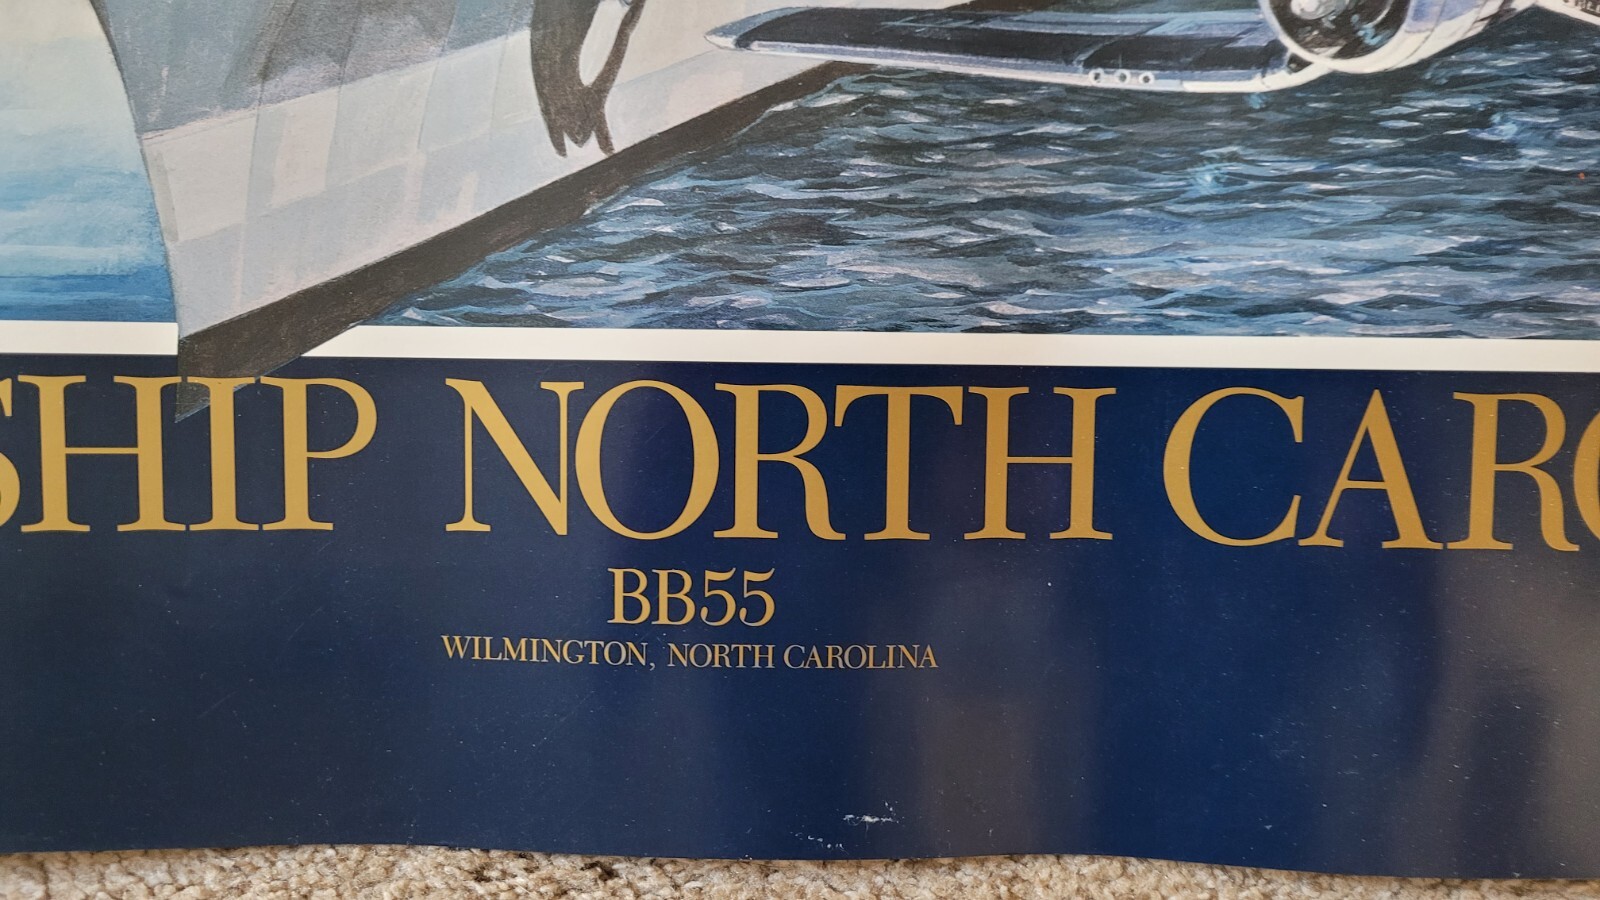 SHIP NORTH CARO
BB55
WILMINGTON, NORTH CAROLINA